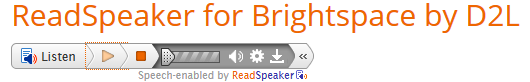 ReadSpeaker for Brightspace by D2L
Listen
Speech-enabled by ReadSpeaker